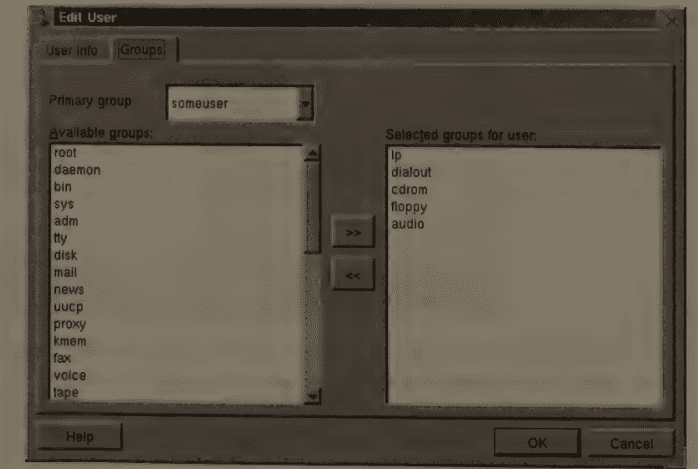 Edit User
User Info Groups
Primary group someuser
Available groups:
root
daemon
bin
sys
adm
tty
disk
mail
news
uucp
proxy
kmem
fax
voice
tape
>>
<<
Selected groups for user:
lp
dialout
cdrom
floppy
audio
Help OK Cancel